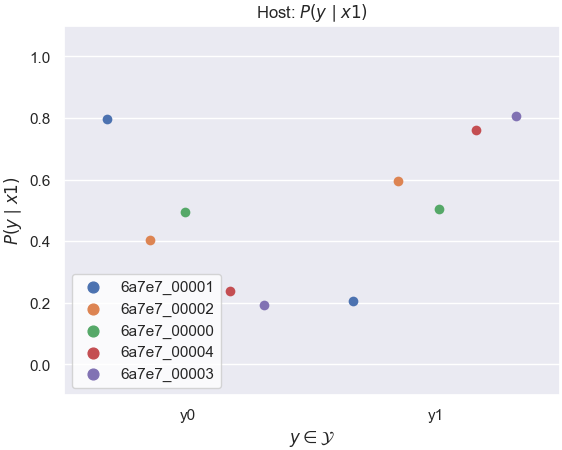 Host: P(y | x1)
P(y | x1)
1.0
0.8
0.6
0.4
0.2
0.0
6a7e7_00001
6a7e7_00002
6a7e7_00000
6a7e7_00004
6a7e7_00003
y0
y1
y ∈ 𝒴